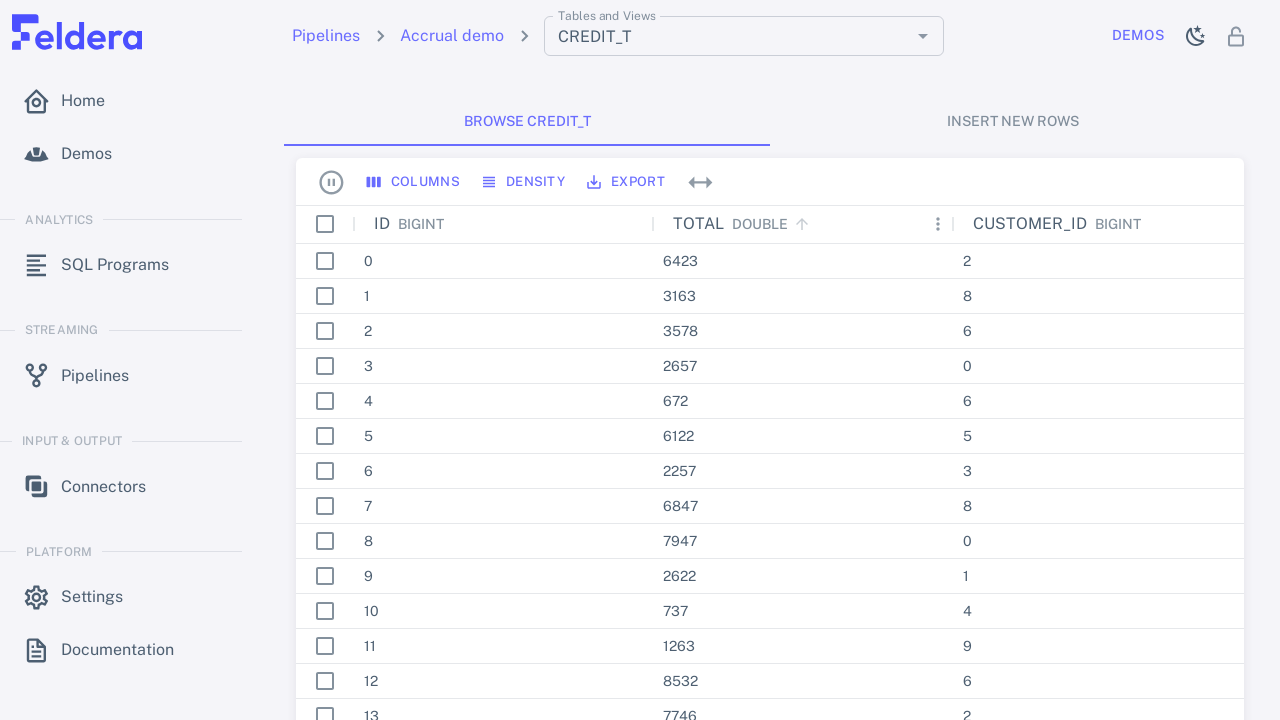 Feldera
Pipelines
Accrual demo
Tables and Views
CREDIT_T
DEMOS
Home
Demos
ANALYTICS
SQL Programs
STREAMING
Pipelines
INPUT & OUTPUT
Connectors
PLATFORM
Settings
Documentation
BROWSE CREDIT_T
INSERT NEW ROWS
COLUMNS DENSITY EXPORT
ID BIGINT TOTAL DOUBLE CUSTOMER_ID BIGINT
0 6423 2
1 3163 8
2 3578 6
3 2657 0
4 672 6
5 6122 5
6 2257 3
7 6847 8
8 7947 0
9 2622 1
10 737 4
11 1263 9
12 8532 6
13 7746 2